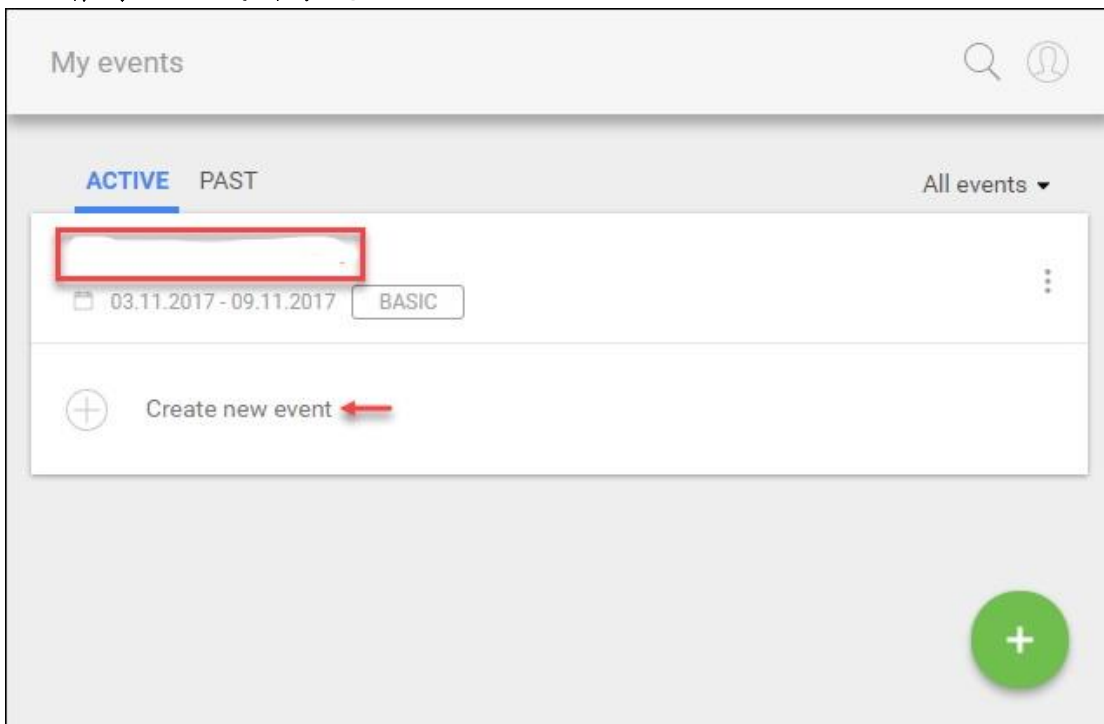 My events
ACTIVE PAST
All events
03.11.2017 - 09.11.2017 BASIC
Create new event